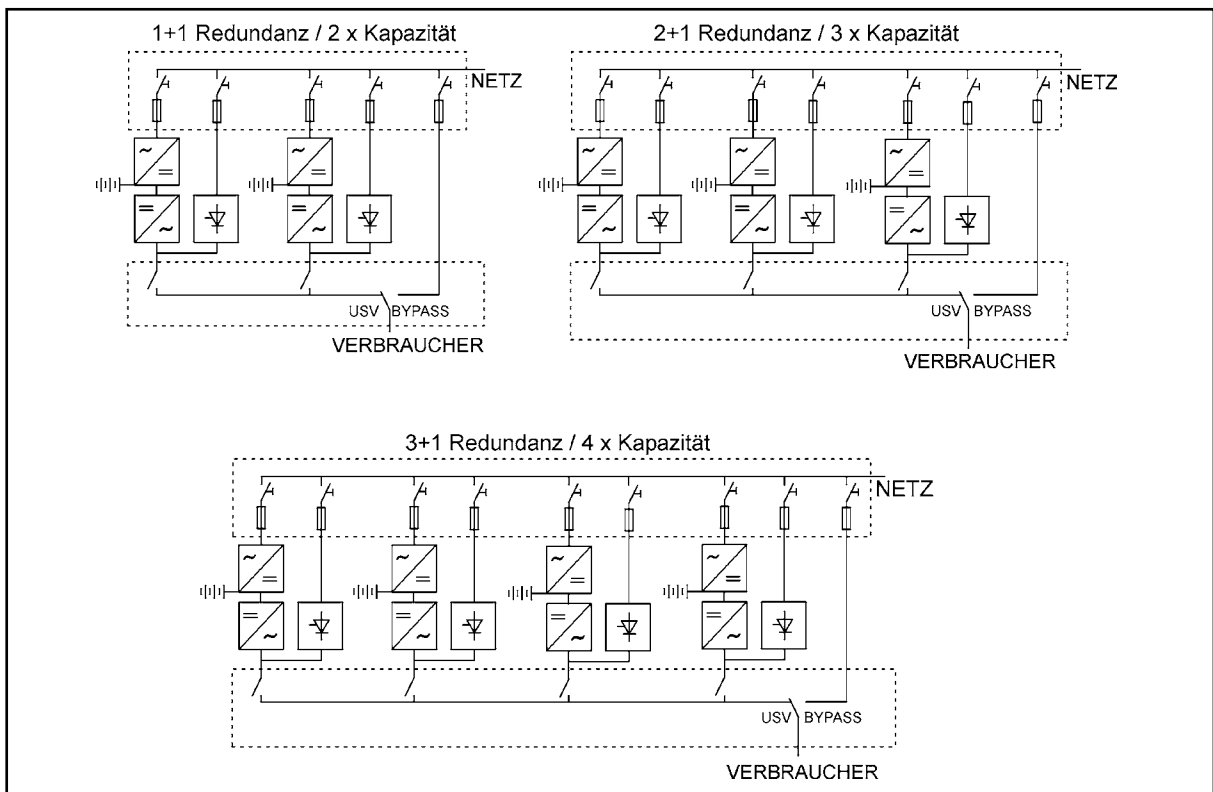 1+1 Redundanz / 2 x Kapazität
NETZ
USV BYPASS
VERBRAUCHER
2+1 Redundanz / 3 x Kapazität
NETZ
USV BYPASS
VERBRAUCHER
3+1 Redundanz / 4 x Kapazität
NETZ
USV BYPASS
VERBRAUCHER